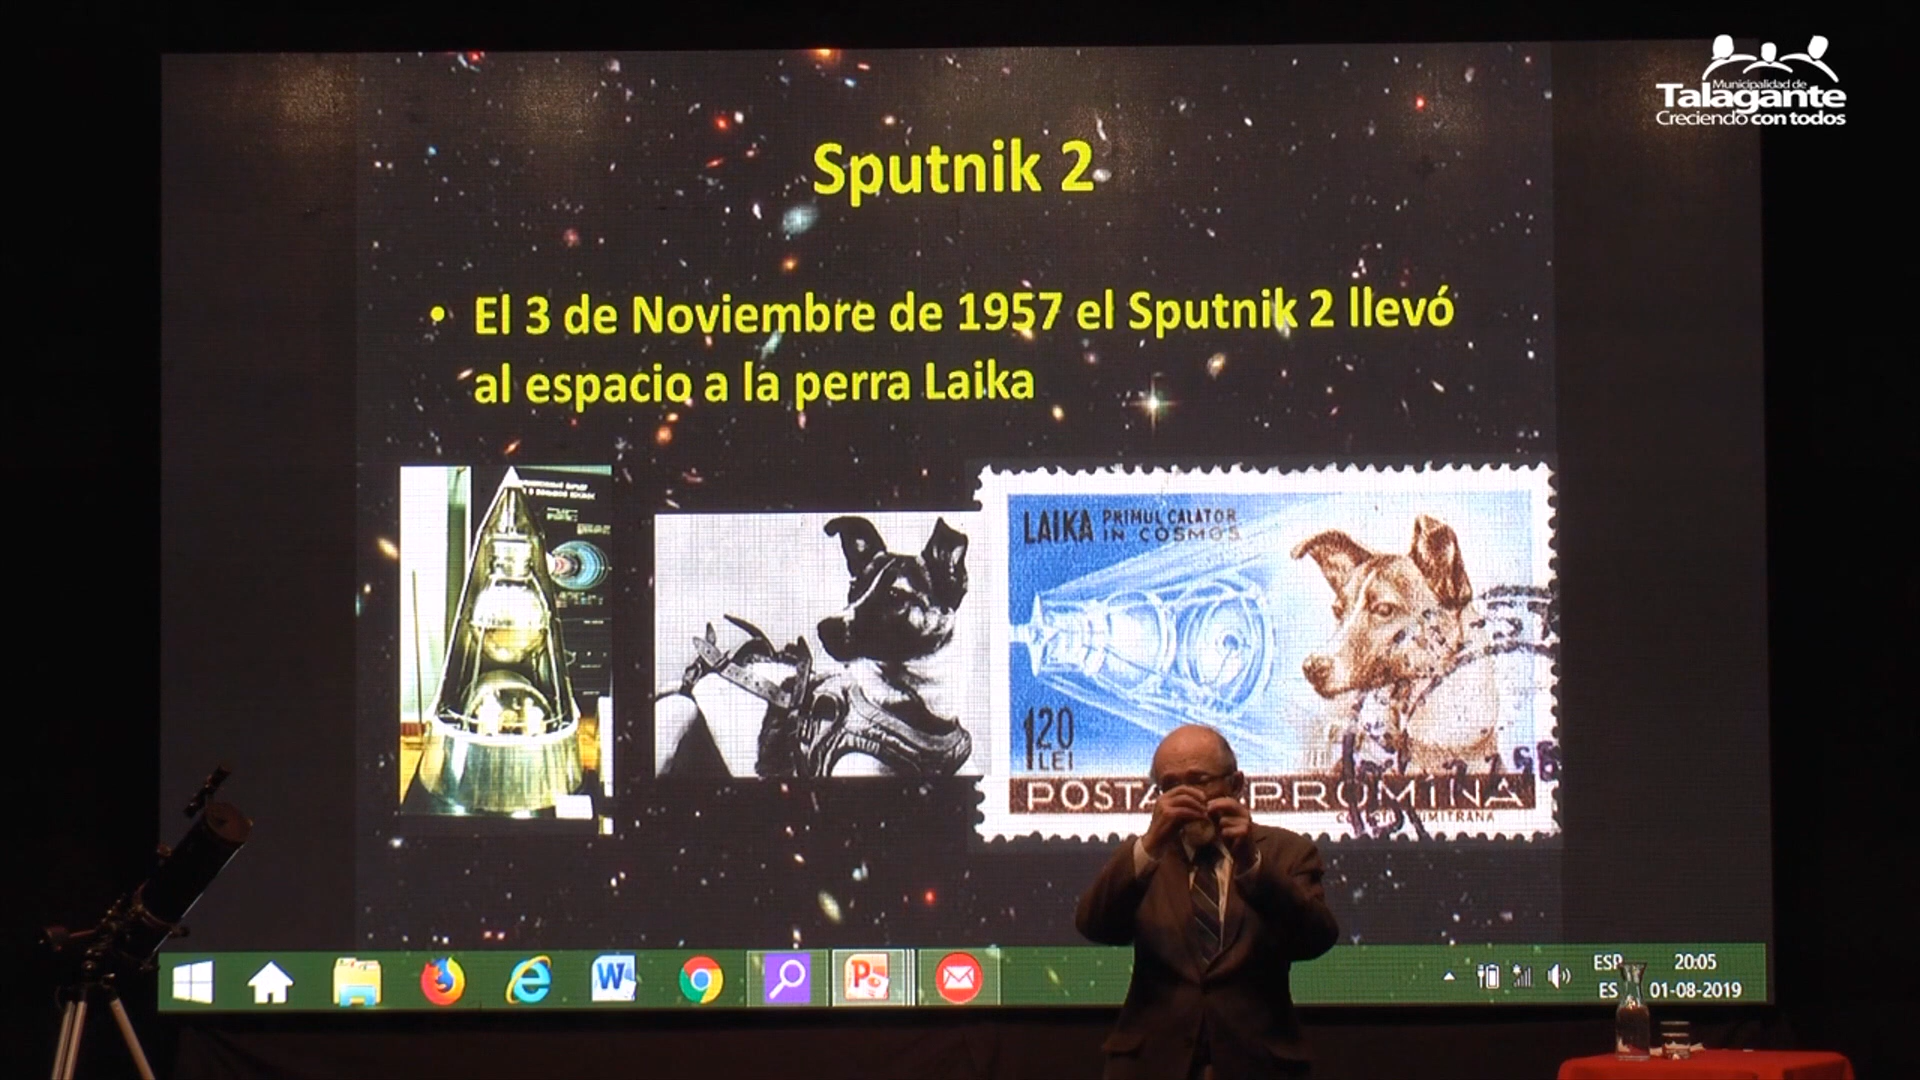 Municipalidad de
Talagante
Creciendo con todos
Sputnik 2
• El 3 de Noviembre de 1957 el Sputnik 2 llevó
al espacio a la perra Laika
LAIKA PRIMUL CALATOR
IN COSMOS
120
LEI
POSTA R.P.ROMINA
ESP
ES
20:05
01-08-2019